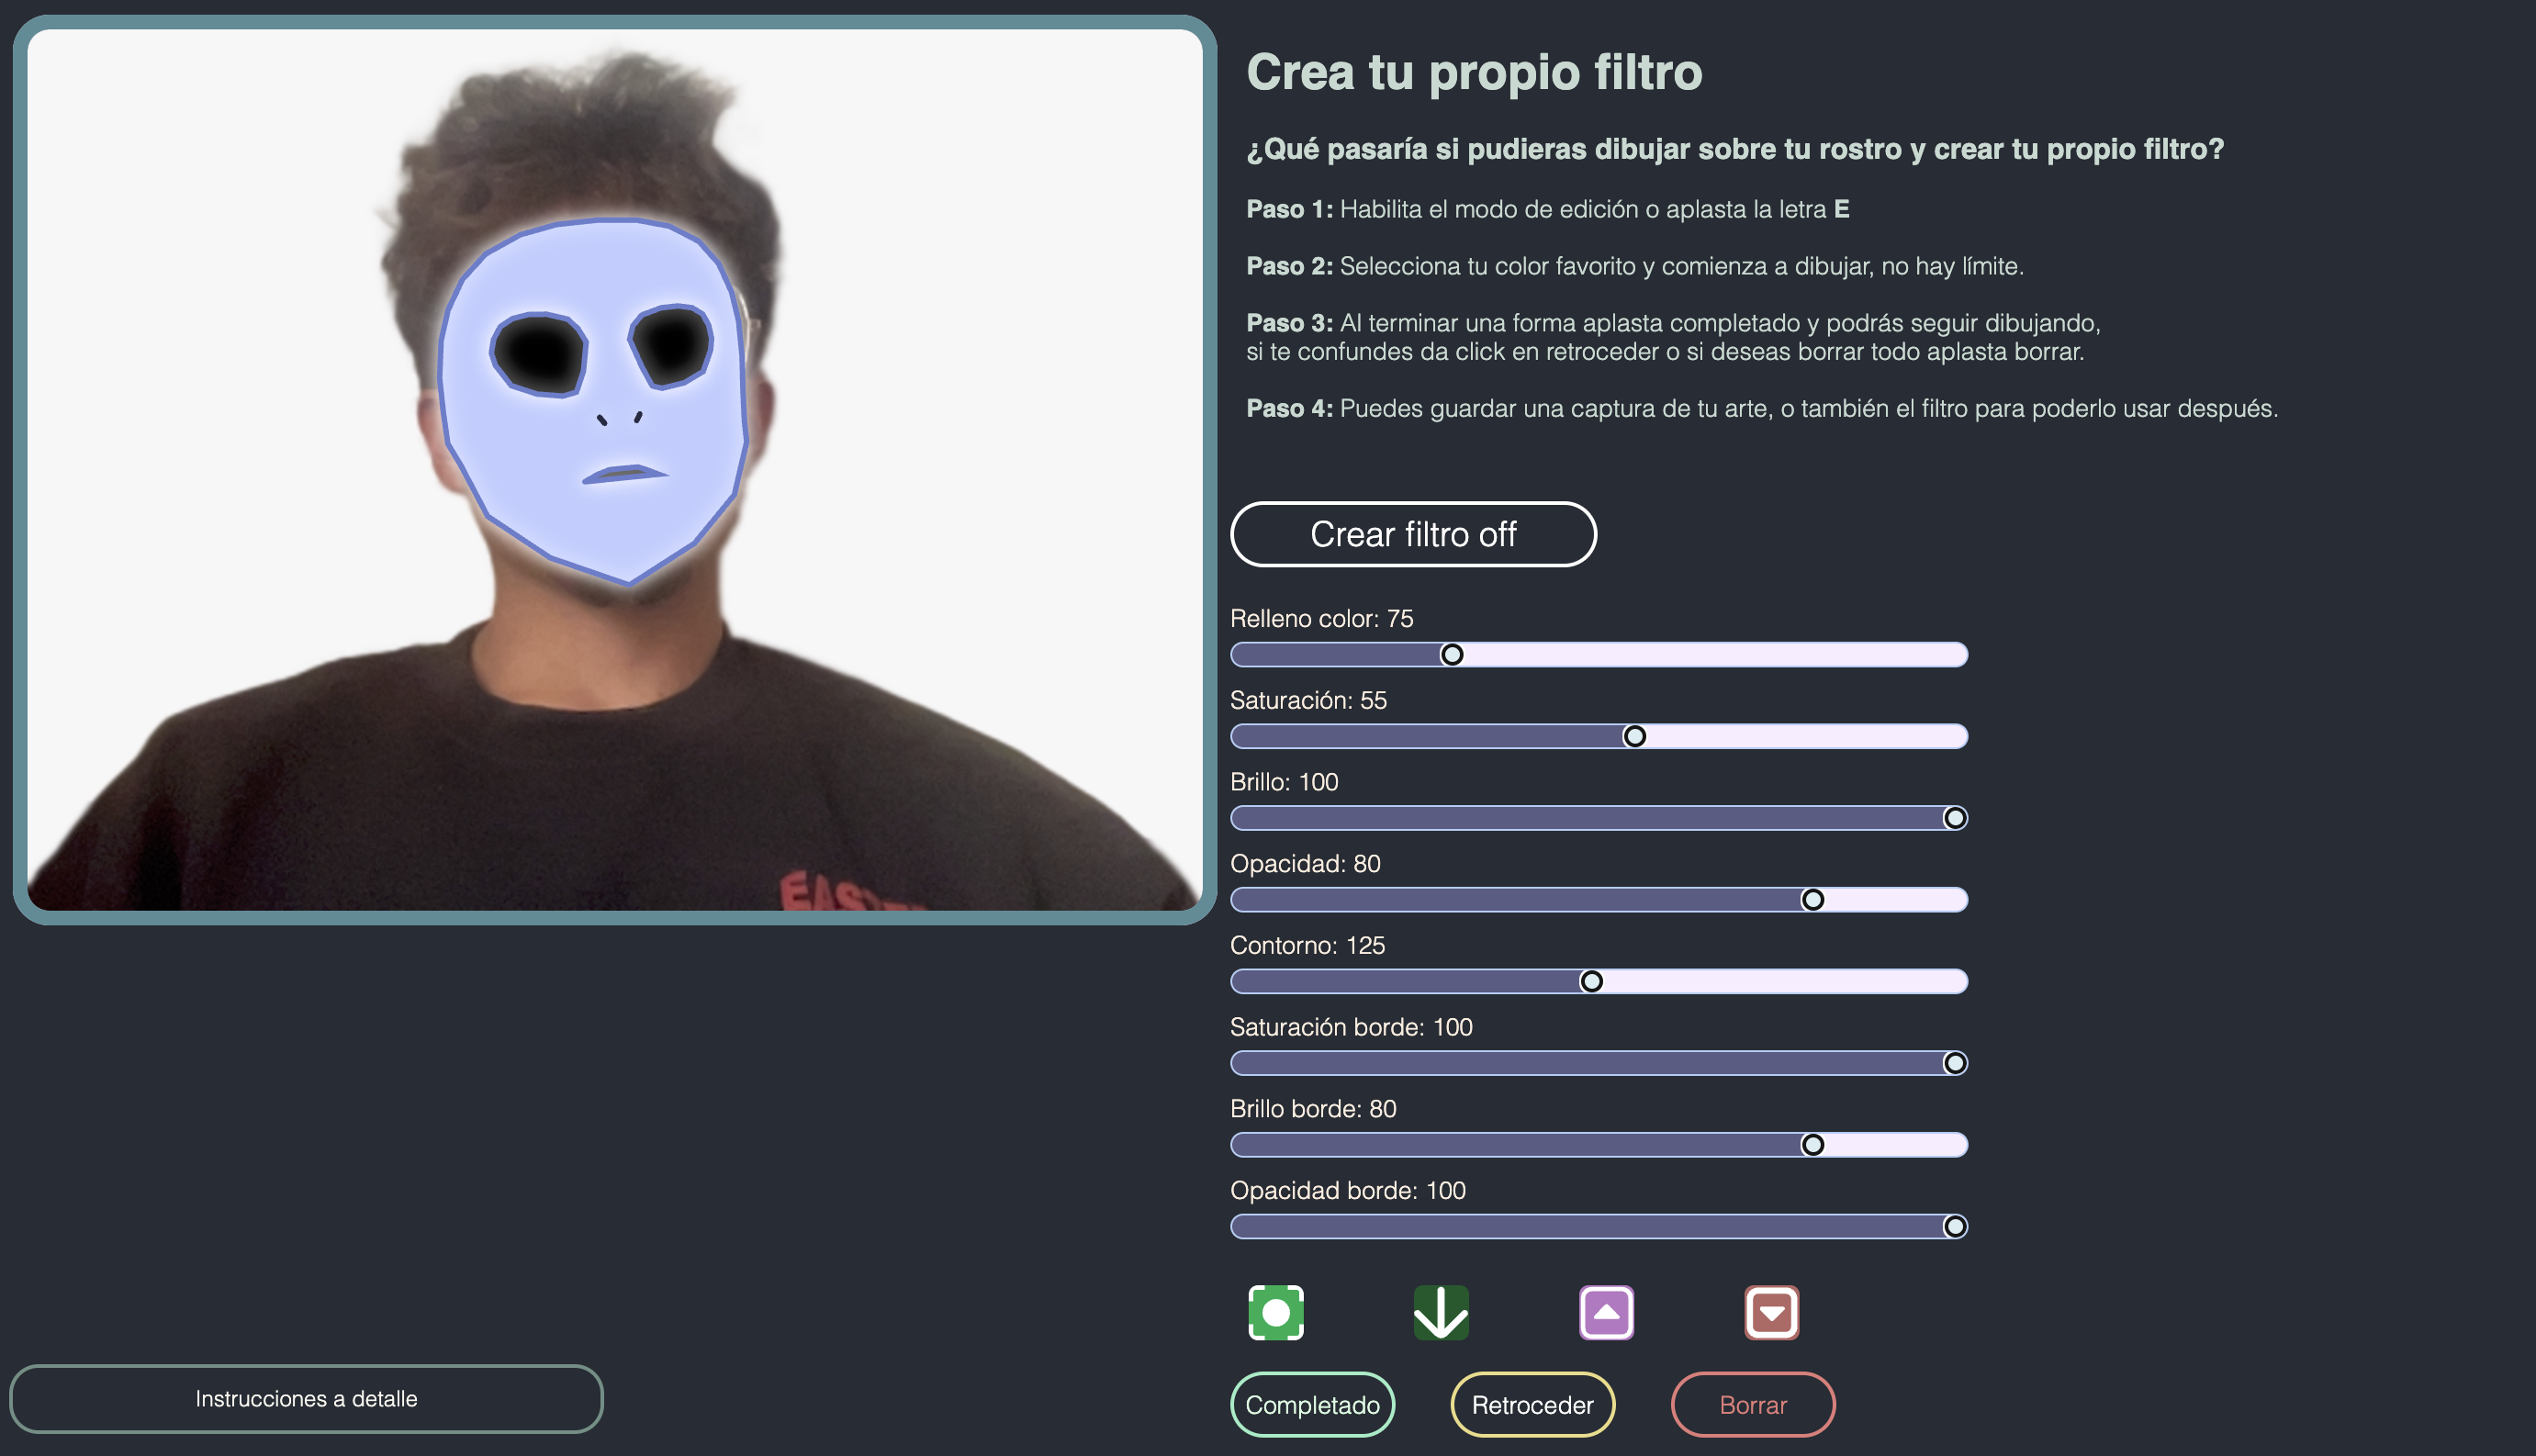 Crea tu propio filtro
¿Qué pasaría si pudieras dibujar sobre tu rostro y crear tu propio filtro?
Paso 1: Habilita el modo de edición o aplasta la letra E
Paso 2: Selecciona tu color favorito y comienza a dibujar, no hay límite.
Paso 3: Al terminar una forma aplasta completado y podrás seguir dibujando,
si te confundes da click en retroceder o si deseas borrar todo aplasta borrar.
Paso 4: Puedes guardar una captura de tu arte, o también el filtro para poderlo usar después.
Crear filtro off
Relleno color: 75
Saturación: 55
Brillo: 100
Opacidad: 80
Contorno: 125
Saturación borde: 100
Brillo borde: 80
Opacidad borde: 100
Completado
Retroceder
Borrar
Instrucciones a detalle